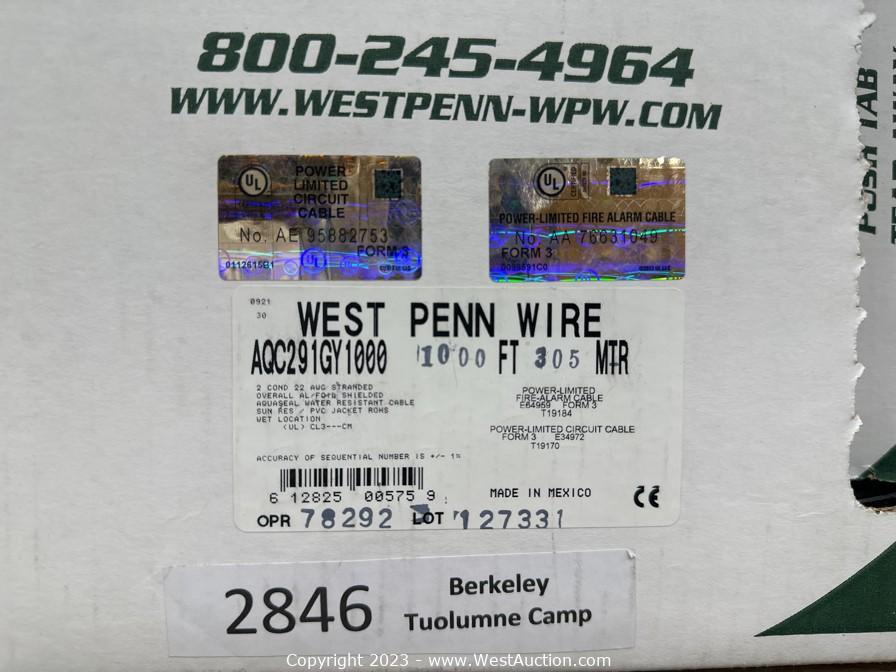 800-245-4964
WWW.WESTPENN-WPW.COM
PUSH TAB
UL
POWER
LIMITED
CIRCUIT
CABLE
No. AE 95882753
FORM 3
UL
POWER-LIMITED FIRE ALARM CABLE
No. AA 76631049
FORM 3
0921
30
WEST PENN WIRE
AQC291GY1000 1000 FT 305 MTR
2 COND 22 AWG STRANDED
OVERALL AL/FOIL SHIELDED
AQUASEAL WATER RESISTANT CABLE
SUN RES / PVC JACKET ROHS
WET LOCATION
(UL) CL3---CM
POWER-LIMITED
FIRE-ALARM CABLE
E64959 FORM 3
T19184
POWER-LIMITED CIRCUIT CABLE
FORM 3 E34972
T19170
ACCURACY OF SEQUENTIAL NUMBER IS +/- 1%
6 12825 00575 9
MADE IN MEXICO
CE
OPR 78292 LOT 127331
2846
Berkeley
Tuolumne Camp
Copyright 2023 - www.WestAuction.com